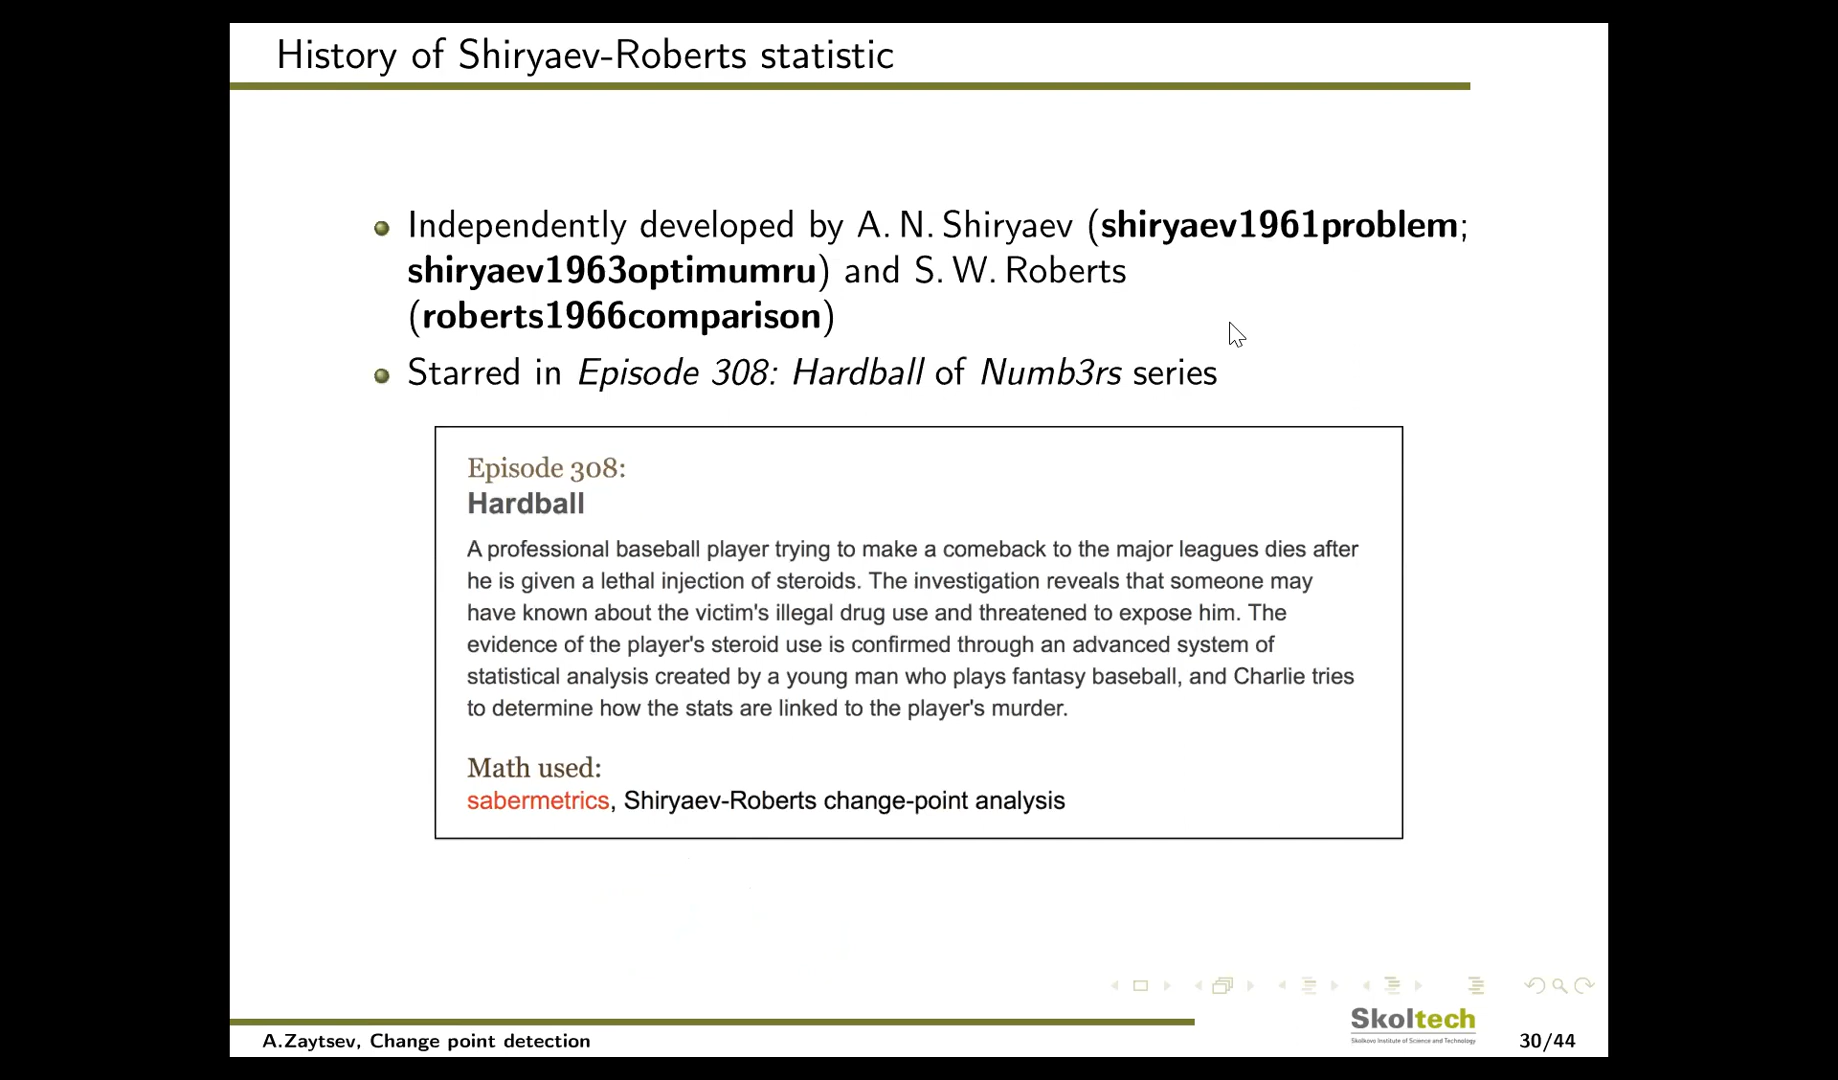 History of Shiryaev-Roberts statistic
Independently developed by A. N. Shiryaev (shiryaev1961problem;
shiryaev1963optimumru) and S. W. Roberts
(roberts1966comparison)
Starred in Episode 308: Hardball of Numb3rs series
Episode 308:
Hardball
A professional baseball player trying to make a comeback to the major leagues dies after
he is given a lethal injection of steroids. The investigation reveals that someone may
have known about the victim's illegal drug use and threatened to expose him. The
evidence of the player's steroid use is confirmed through an advanced system of
statistical analysis created by a young man who plays fantasy baseball, and Charlie tries
to determine how the stats are linked to the player's murder.
Math used:
sabermetrics, Shiryaev-Roberts change-point analysis
Skoltech
Skolkovo Institute of Science and Technology
A.Zaytsev, Change point detection
30/44